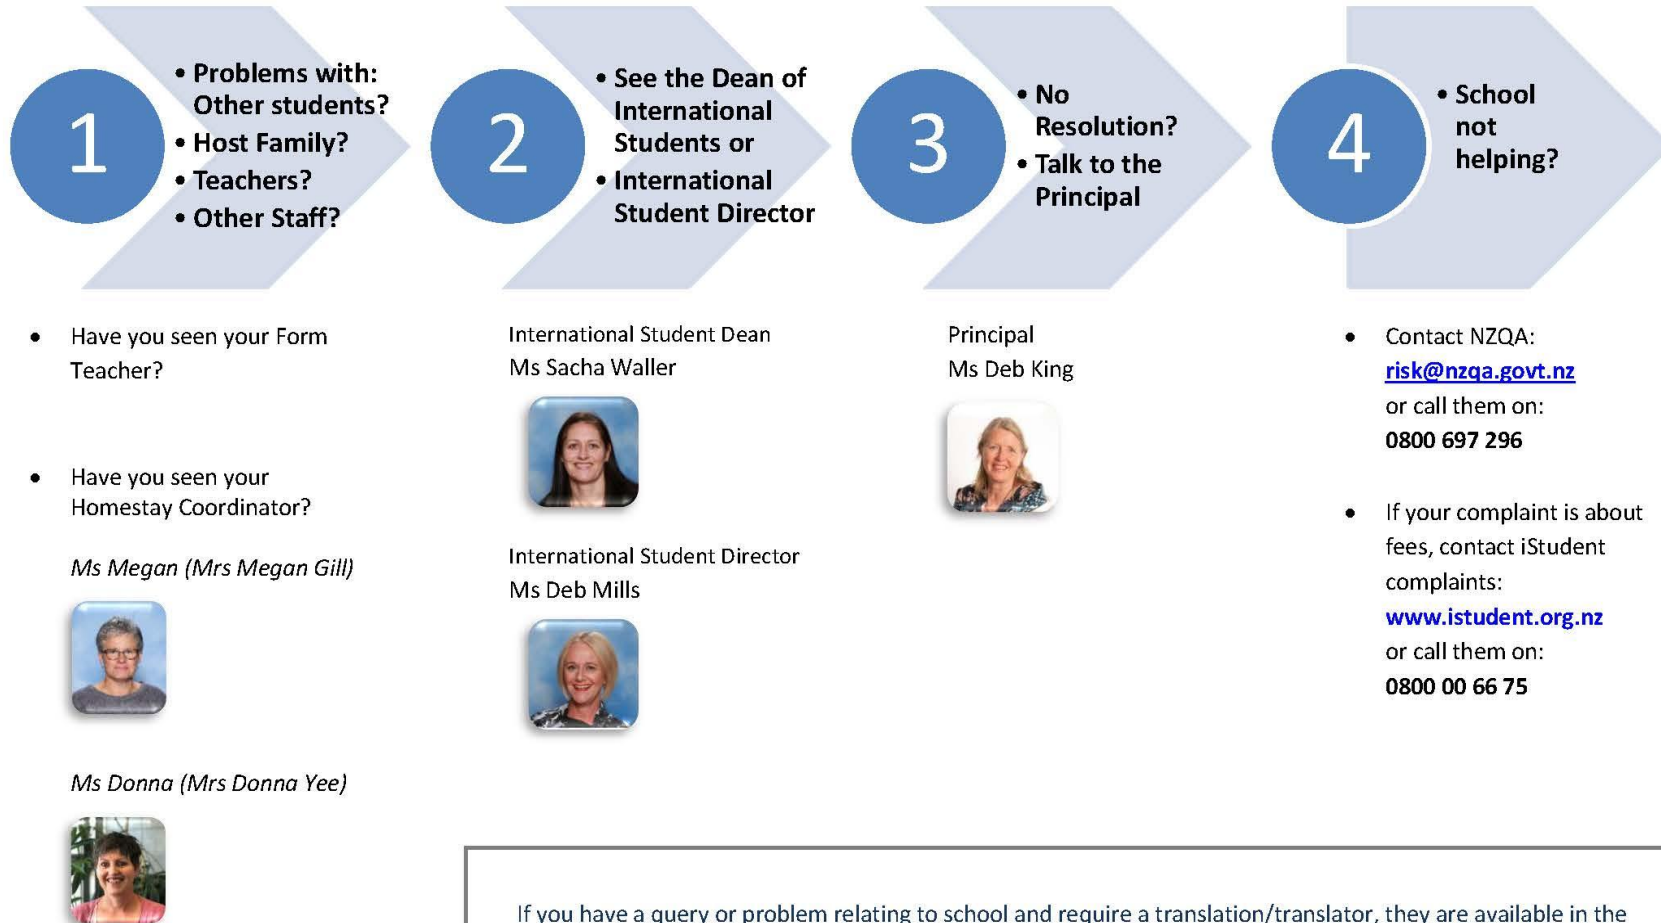 1
• Problems with:
Other students?
• Host Family?
• Teachers?
• Other Staff?
2
• See the Dean of
International
Students or
• International
Student Director
3
• No
Resolution?
• Talk to the
Principal
4
• School
not
helping?
• Have you seen your Form
Teacher?
• Have you seen your
Homestay Coordinator?
Ms Megan (Mrs Megan Gill)
Ms Donna (Mrs Donna Yee)
International Student Dean
Ms Sacha Waller
International Student Director
Ms Deb Mills
Principal
Ms Deb King
• Contact NZQA:
risk@nzqa.govt.nz
or call them on:
0800 697 296
• If your complaint is about
fees, contact iStudent
complaints:
www.istudent.org.nz
or call them on:
0800 00 66 75
If you have a query or problem relating to school and require a translation/translator, they are available in the